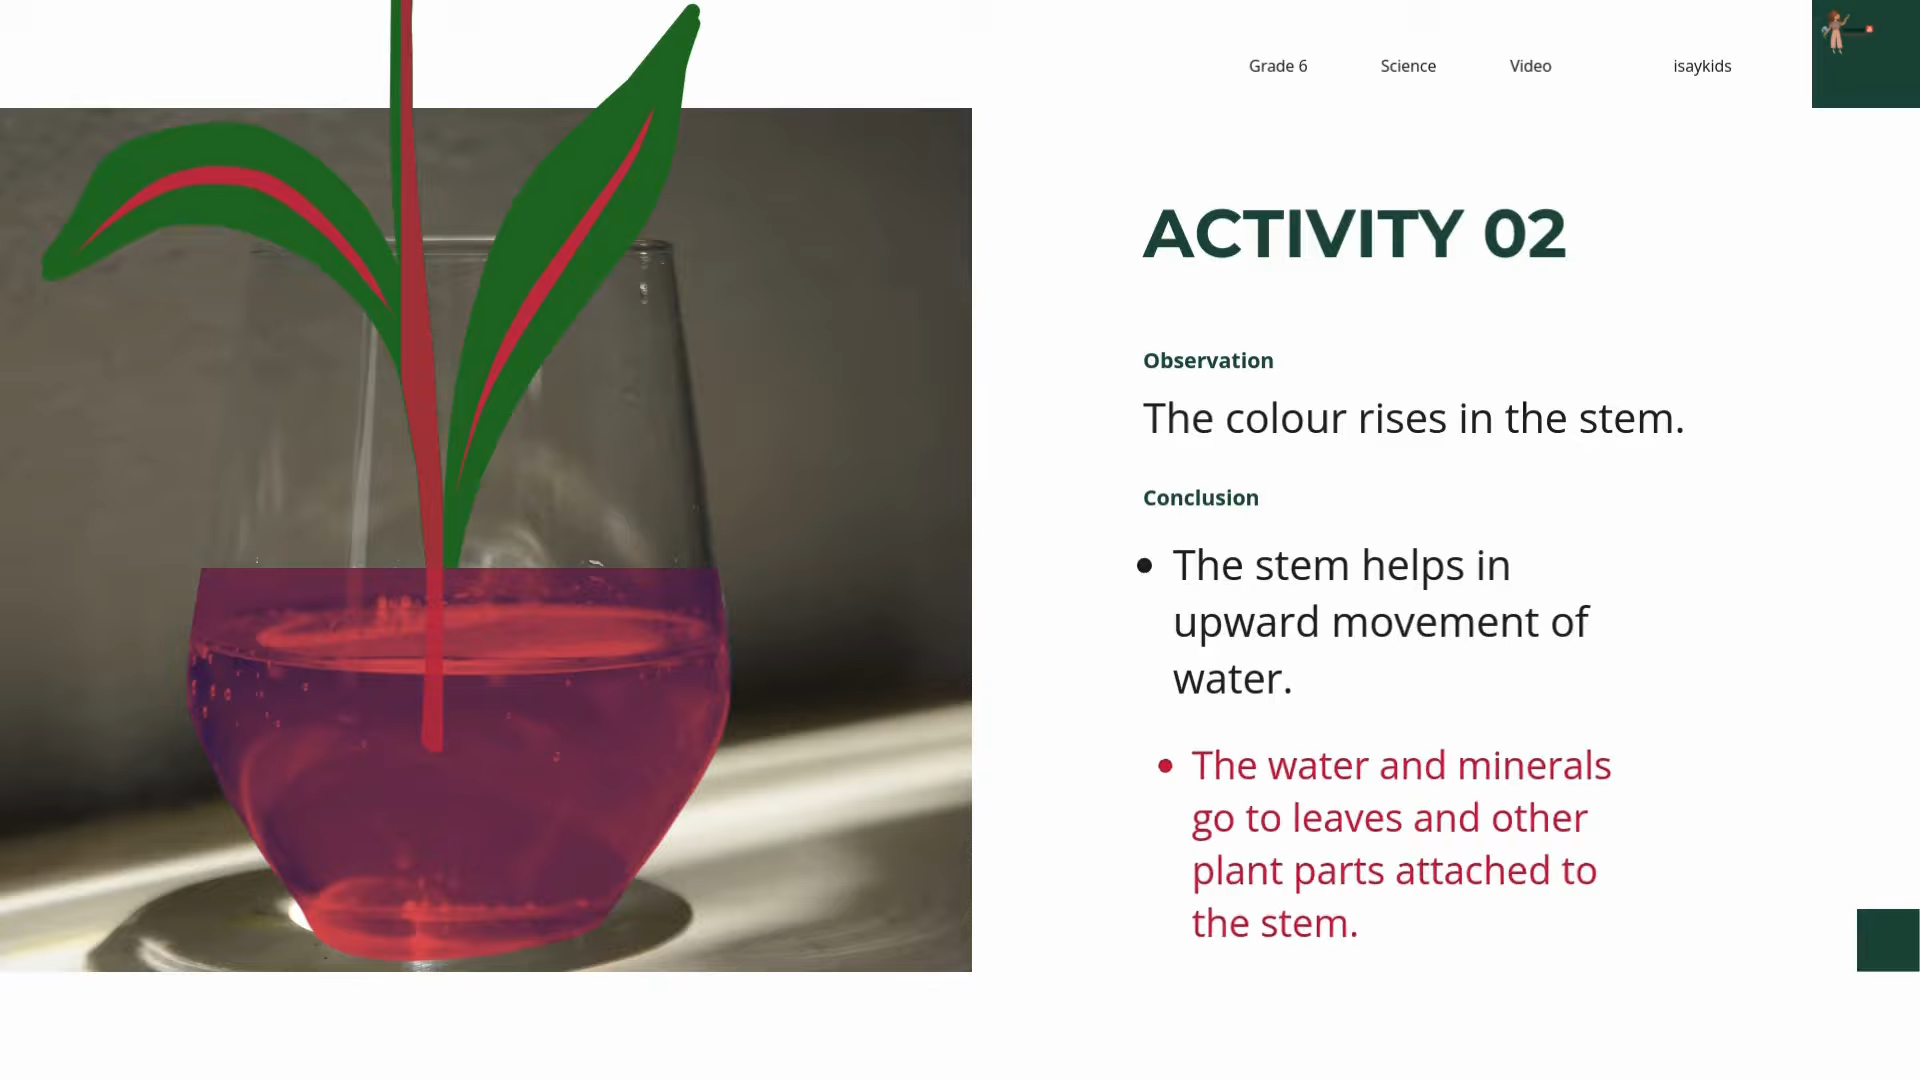 Grade 6 Science Video isaykids
ACTIVITY 02
Observation
The colour rises in the stem.
Conclusion
• The stem helps in
upward movement of
water.
• The water and minerals
go to leaves and other
plant parts attached to
the stem.